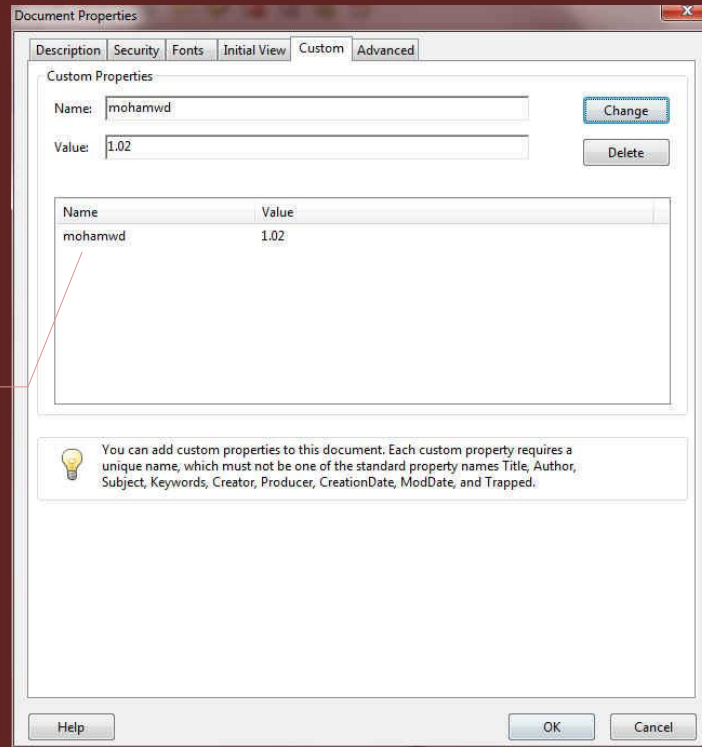 Document Properties
x
Description Security Fonts Initial View Custom Advanced
Custom Properties
Name: mohamwd Change
Value: 1.02 Delete
Name Value
mohamwd 1.02
You can add custom properties to this document. Each custom property requires a
unique name, which must not be one of the standard property names Title, Author,
Subject, Keywords, Creator, Producer, CreationDate, ModDate, and Trapped.
Help OK Cancel